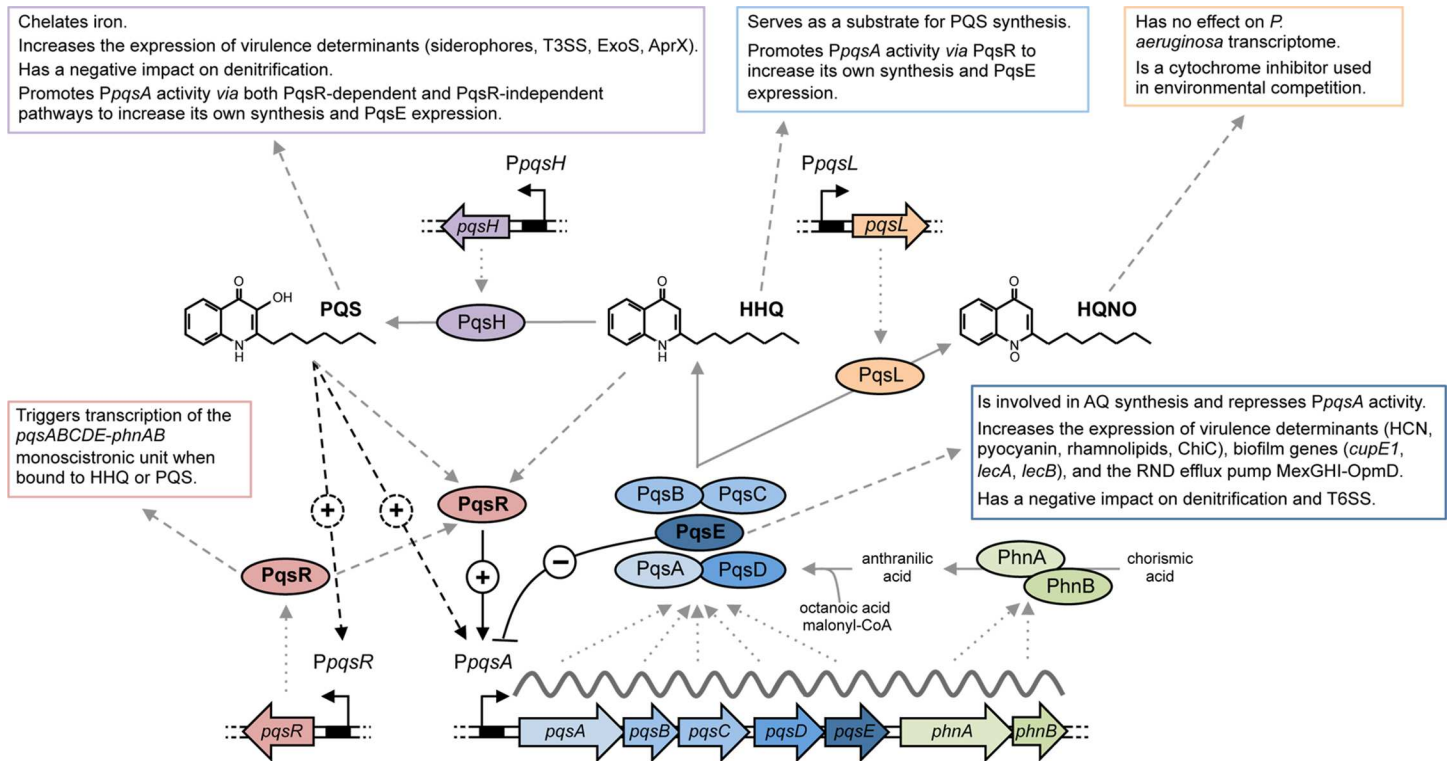 Chelates iron.
Increases the expression of virulence determinants (siderophores, T3SS, ExoS, AprX).
Has a negative impact on denitrification.
Promotes PpqsA activity via both PqsR-dependent and PqsR-independent
pathways to increase its own synthesis and PqsE expression.
Serves as a substrate for PQS synthesis.
Promotes PpqsA activity via PqsR to
increase its own synthesis and PqsE
expression.
Has no effect on P.
aeruginosa transcriptome.
Is a cytochrome inhibitor used
in environmental competition.
PpqsH
pqsH
PpqsL
pqsL
O
OH
N
H
PQS
PqsH
O
N
H
HHQ
PqsL
O
N
O
HQNO
Triggers transcription of the
pqsABCDE-phnAB
monoscistronic unit when
bound to HHQ or PQS.
Is involved in AQ synthesis and represses PpqsA activity.
Increases the expression of virulence determinants (HCN,
pyocyanin, rhamnolipids, ChiC), biofilm genes (cupE1,
lecA, lecB), and the RND efflux pump MexGHI-OpmD.
Has a negative impact on denitrification and T6SS.
+
+
PqsR
PqsR
+
−
PqsB
PqsC
PqsE
PqsA
PqsD
anthranilic
acid
octanoic acid
malonyl-CoA
PhnA
PhnB
chorismic
acid
PpqsR
pqsR
PpqsA
pqsA
pqsB
pqsC
pqsD
pqsE
phnA
phnB